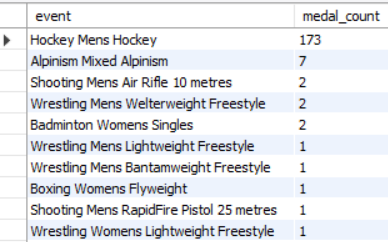 event medal_count
Hockey Mens Hockey 173
Alpinism Mixed Alpinism 7
Shooting Mens Air Rifle 10 metres 2
Wrestling Mens Welterweight Freestyle 2
Badminton Womens Singles 2
Wrestling Mens Lightweight Freestyle 1
Wrestling Mens Bantamweight Freestyle 1
Boxing Womens Flyweight 1
Shooting Mens RapidFire Pistol 25 metres 1
Wrestling Womens Lightweight Freestyle 1